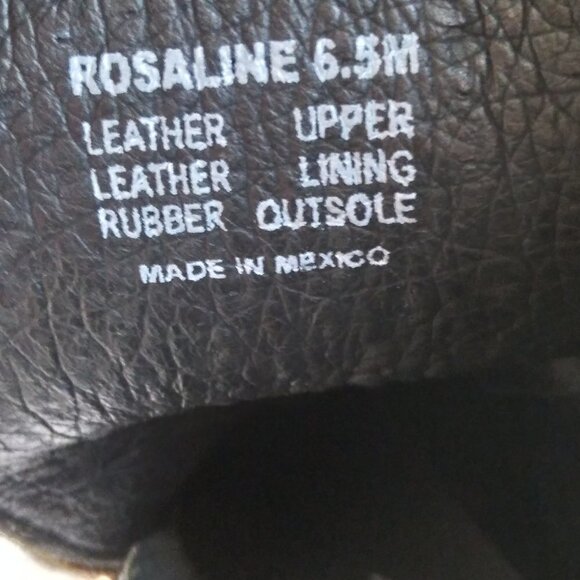 ROSALINE 6.5M
LEATHER UPPER
LEATHER LINING
RUBBER OUTSOLE
MADE IN MEXICO